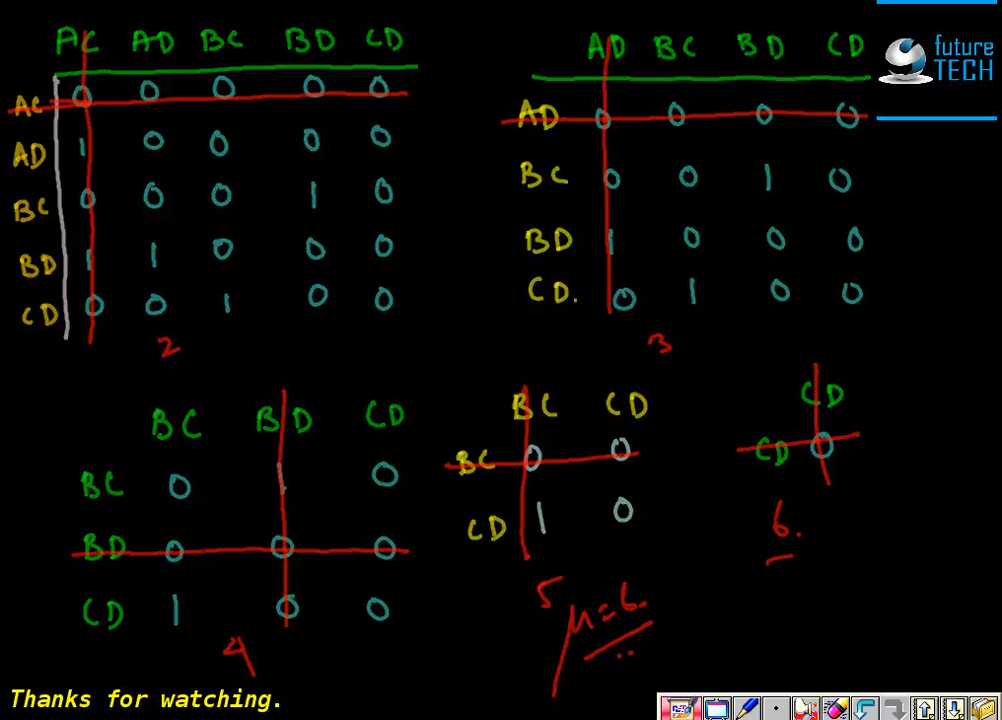 AC AD BC BD CD
AC 0 0 0 0 0
AD 1 0 0 0 0
BC 0 0 0 1 0
BD 1 1 0 0 0
CD 0 0 1 0 0
2
AD BC BD CD
AD 0 0 0 0
BC 0 0 1 0
BD 1 0 0 0
CD. 0 1 0 0
3
future
TECH
BC BD CD
BC 0 1 0
BD 0 0 0
CD 1 0 0
4
BC CD
BC 0 0
CD 1 0
5
μ=6.
CD
CD 0
6.
Thanks for watching.